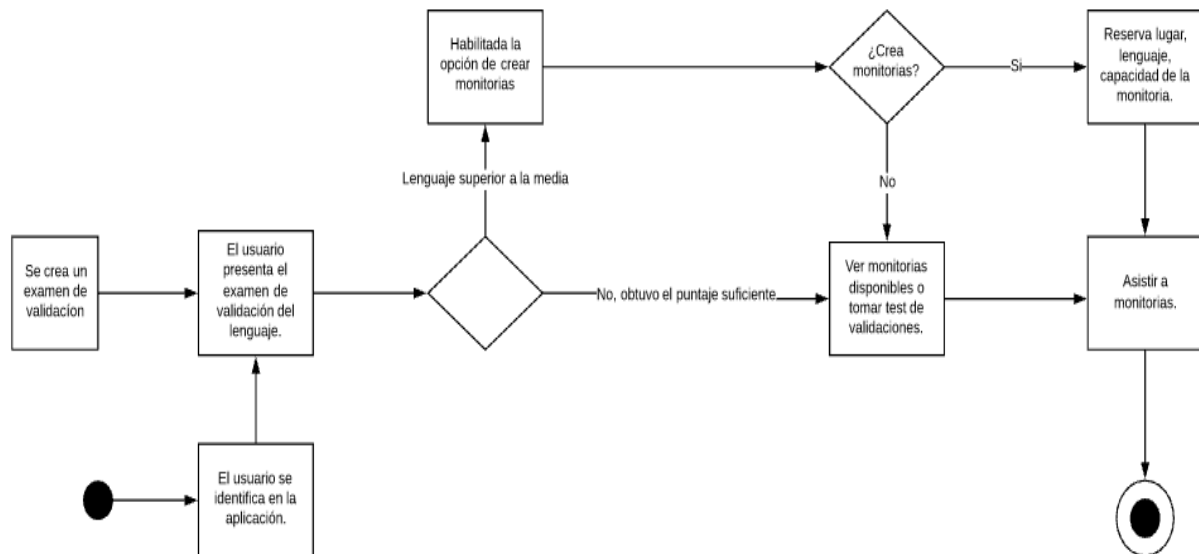 Habilitada la
opción de crear
monitorias
¿Crea
monitorias?
Si
Reserva lugar,
lenguaje,
capacidad de la
monitoria.
Lenguaje superior a la media
No
Se crea un
examen de
validacíon
El usuario
presenta el
examen de
validación del
lenguaje.
No, obtuvo el puntaje suficiente
Ver monitorias
disponibles o
tomar test de
validaciones.
Asistir a
monitorias.
El usuario se
identifica en la
aplicación.